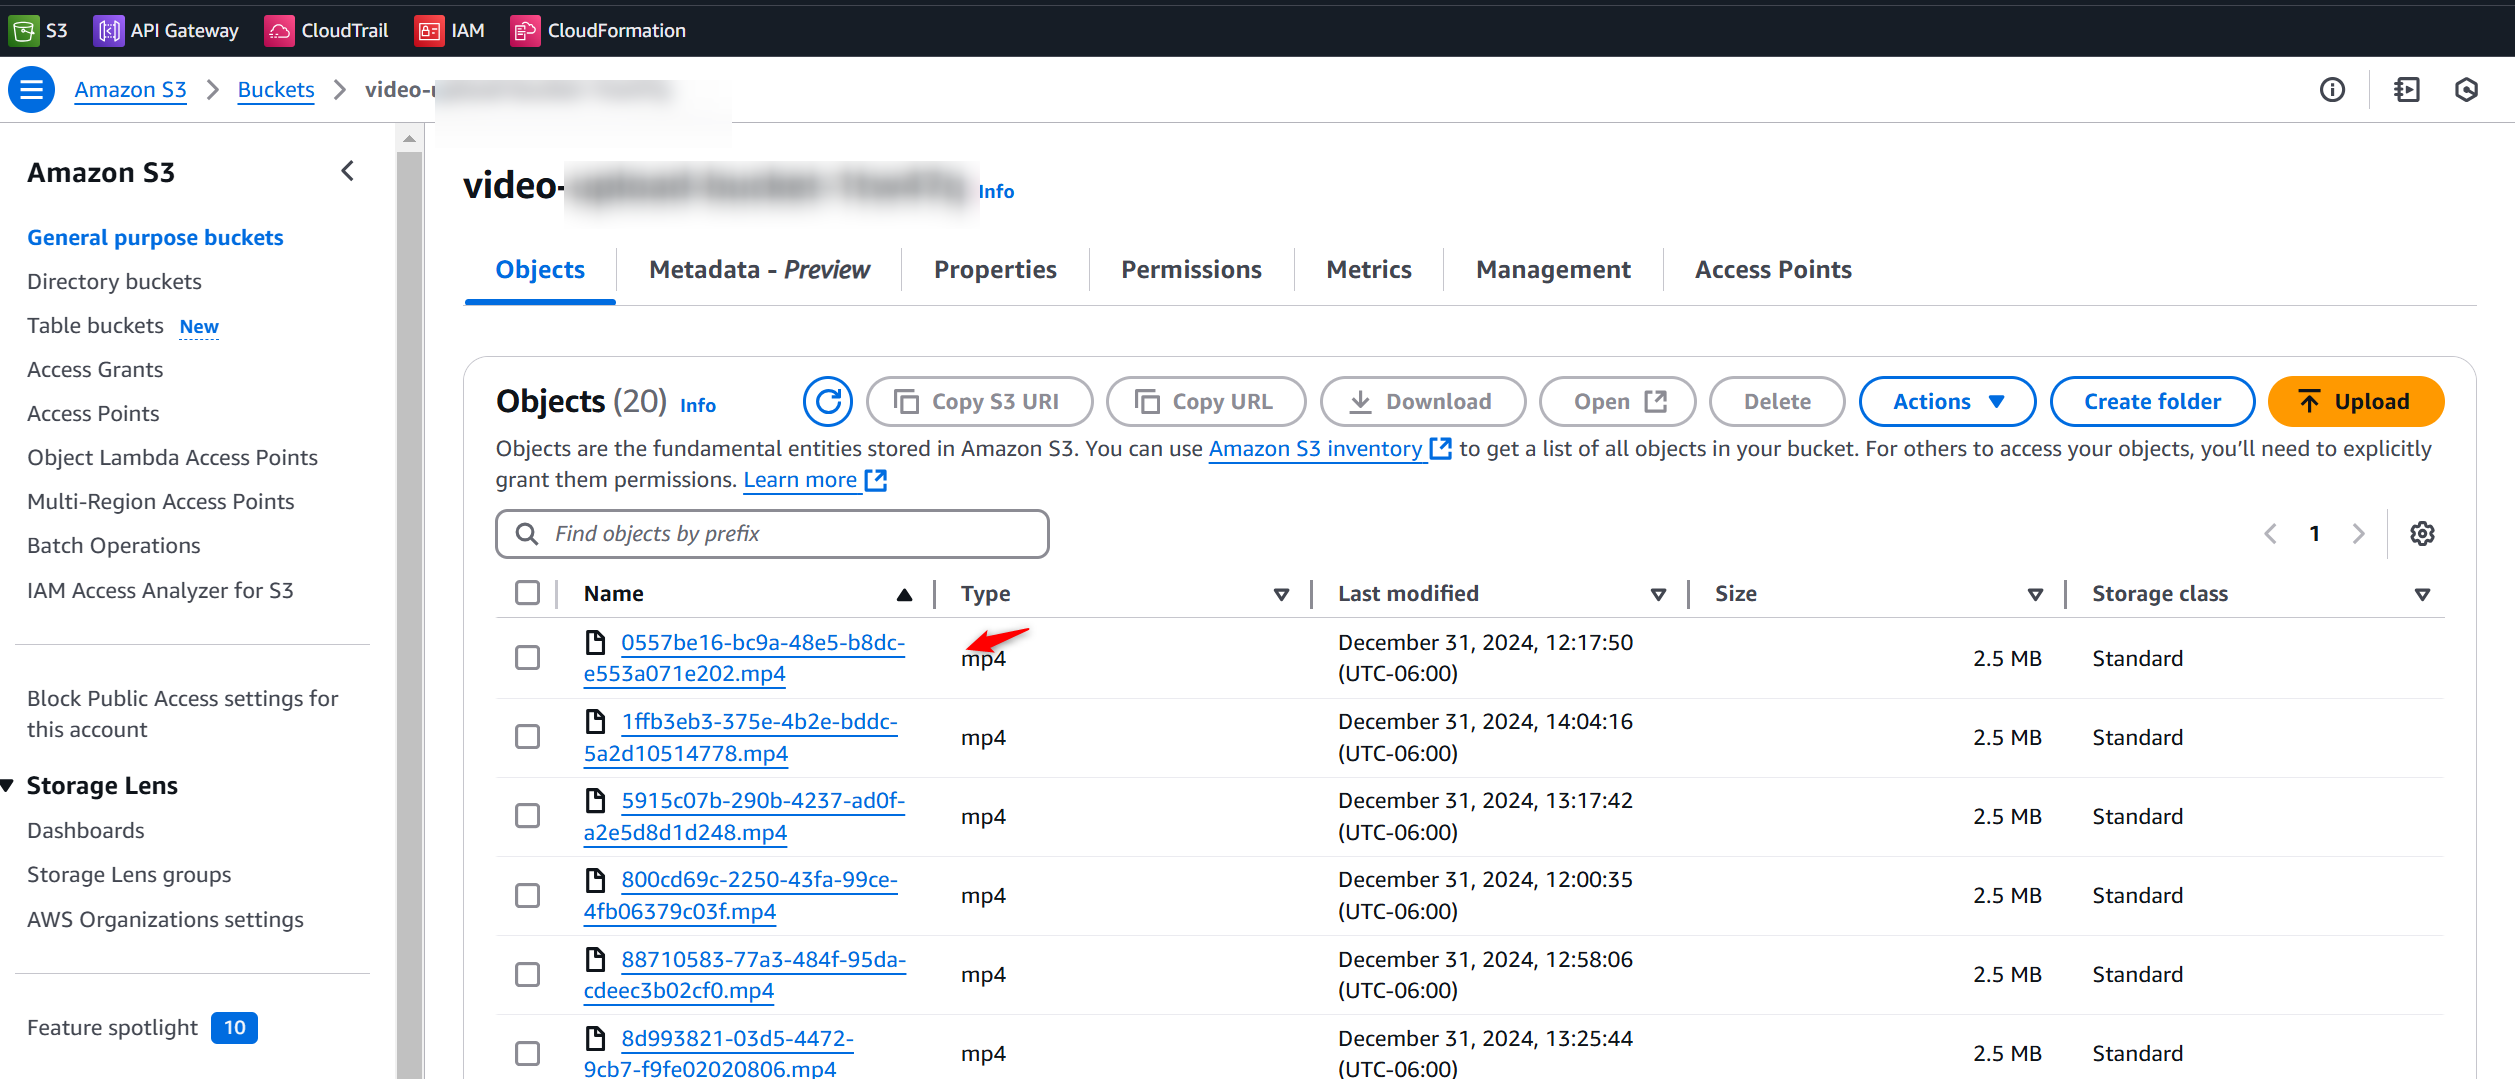 S3 API Gateway CloudTrail IAM CloudFormation
Amazon S3 > Buckets > video-
Amazon S3
General purpose buckets
Directory buckets
Table buckets New
Access Grants
Access Points
Object Lambda Access Points
Multi-Region Access Points
Batch Operations
IAM Access Analyzer for S3
Block Public Access settings for
this account
Storage Lens
Dashboards
Storage Lens groups
AWS Organizations settings
Feature spotlight 10
video- Info
Objects Metadata - Preview Properties Permissions Metrics Management Access Points
Objects (20) Info Copy S3 URI Copy URL Download Open Delete Actions Create folder Upload
Objects are the fundamental entities stored in Amazon S3. You can use Amazon S3 inventory to get a list of all objects in your bucket. For others to access your objects, you’ll need to explicitly
grant them permissions. Learn more
Find objects by prefix 1
Name Type Last modified Size Storage class
0557be16-bc9a-48e5-b8dc- December 31, 2024, 12:17:50
mp4 2.5 MB Standard
e553a071e202.mp4 (UTC-06:00)
1ffb3eb3-375e-4b2e-bddc- December 31, 2024, 14:04:16
mp4 2.5 MB Standard
5a2d10514778.mp4 (UTC-06:00)
5915c07b-290b-4237-ad0f- December 31, 2024, 13:17:42
mp4 2.5 MB Standard
a2e5d8d1d248.mp4 (UTC-06:00)
800cd69c-2250-43fa-99ce- December 31, 2024, 12:00:35
mp4 2.5 MB Standard
4fb06379c03f.mp4 (UTC-06:00)
88710583-77a3-484f-95da- December 31, 2024, 12:58:06
mp4 2.5 MB Standard
cdeec3b02cf0.mp4 (UTC-06:00)
8d993821-03d5-4472- December 31, 2024, 13:25:44
mp4 2.5 MB Standard
9cb7-f9fe02020806.mp4 (UTC-06:00)